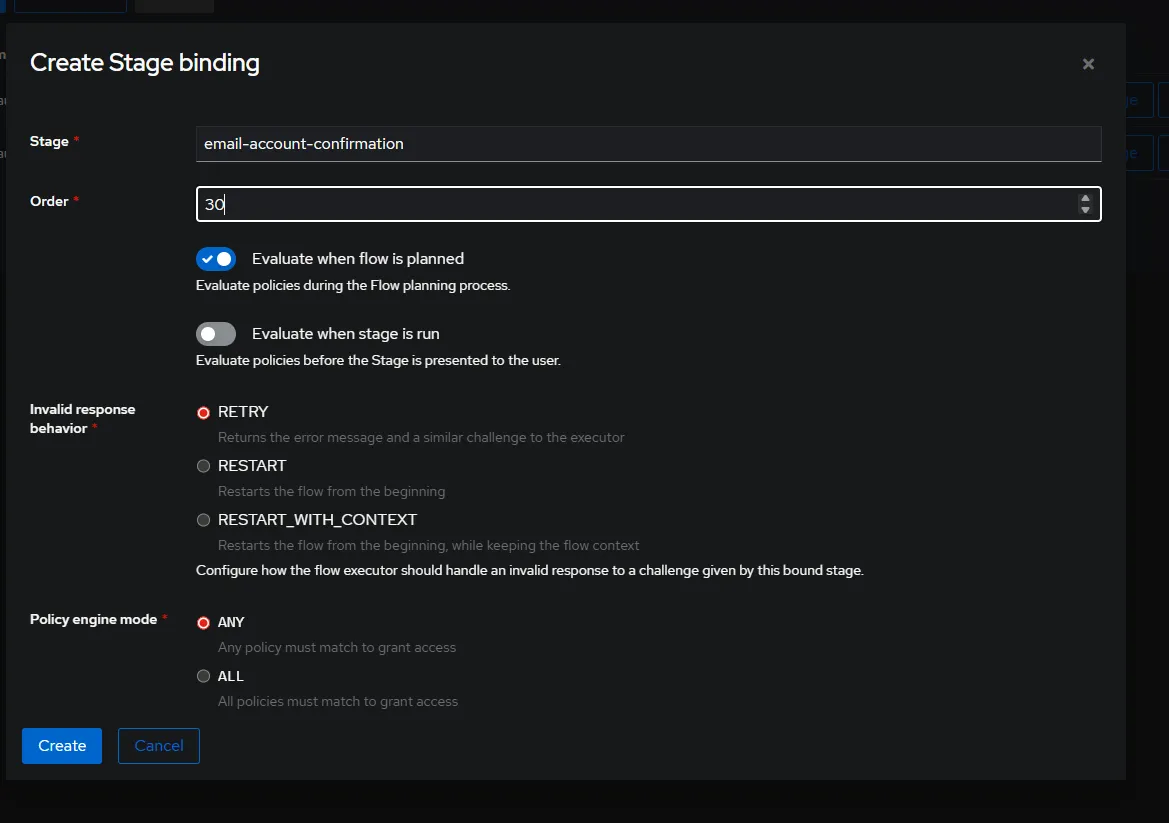 Create Stage binding
Stage *
email-account-confirmation
Order *
30
Evaluate when flow is planned
Evaluate policies during the Flow planning process.
Evaluate when stage is run
Evaluate policies before the Stage is presented to the user.
Invalid response
behavior *
RETRY
Returns the error message and a similar challenge to the executor
RESTART
Restarts the flow from the beginning
RESTART_WITH_CONTEXT
Restarts the flow from the beginning, while keeping the flow context
Configure how the flow executor should handle an invalid response to a challenge given by this bound stage.
Policy engine mode *
ANY
Any policy must match to grant access
ALL
All policies must match to grant access
Create
Cancel